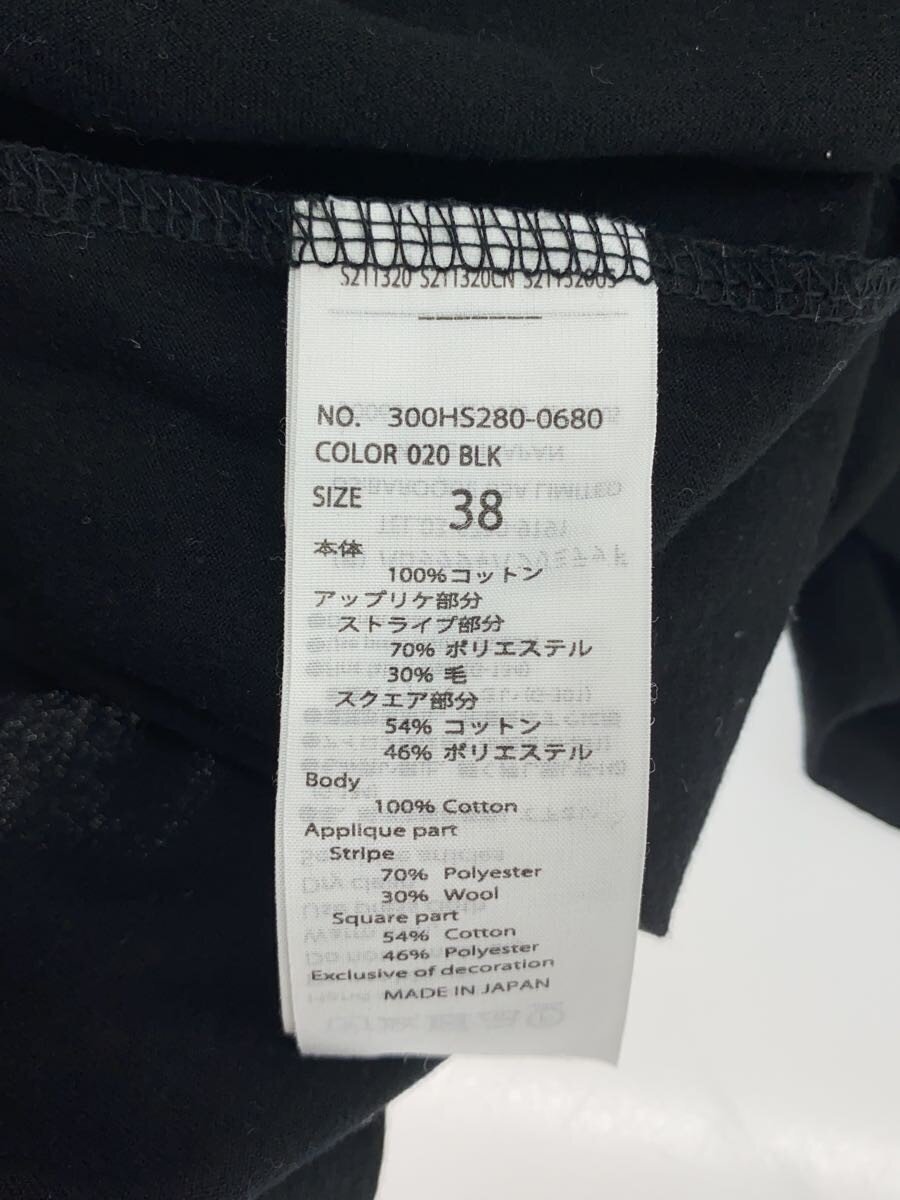 S211320 S211320CN S211320US
NO. 300HS280-0680
COLOR 020 BLK
SIZE 38
本体
100%コットン
アップリケ部分
ストライプ部分
70% ポリエステル
30% 毛
スクエア部分
54% コットン
46% ポリエステル
Body
100% Cotton
Applique part
Stripe
70% Polyester
30% Wool
Square part
54% Cotton
46% Polyester
Exclusive of decoration
MADE IN JAPAN